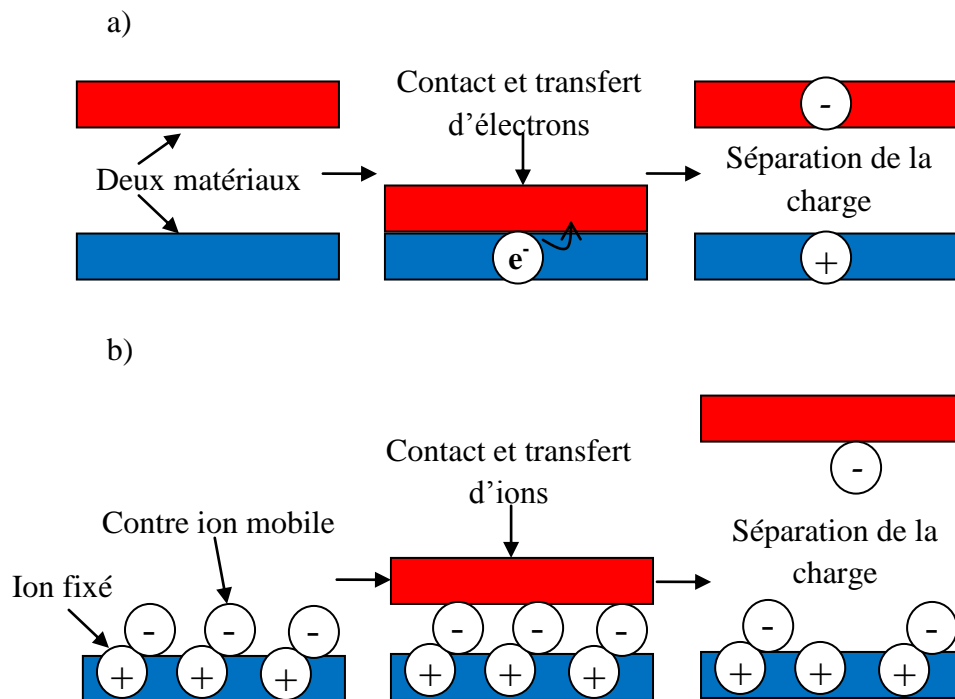 a)
Contact et transfert
d'électrons
-
Deux matériaux
Séparation de la
charge
e-
+
b)
Contact et transfert
d'ions
-
Contre ion mobile
Séparation de la
charge
Ion fixé
- - -
+ + +
- - -
+ + +
- -
+ + +